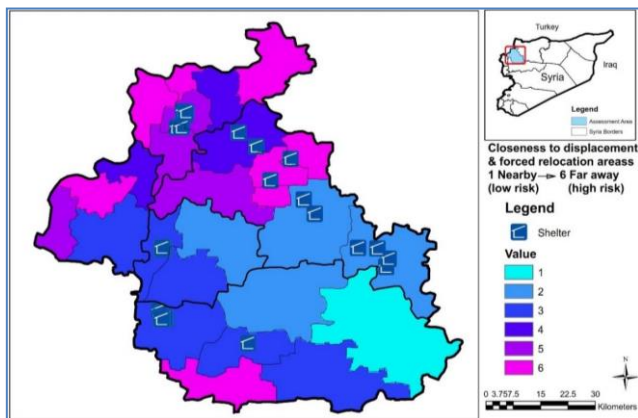 Turkey
Iraq
Syria
Legend
Assessment Area
Syria Borders
Closeness to displacement
& forced relocation areass
1 Nearby→ 6 Far away
(low risk) (high risk)
Legend
Shelter
Value
1
2
3
4
5
6
N
0 3.757.5 15 22.5 30
Kilometers